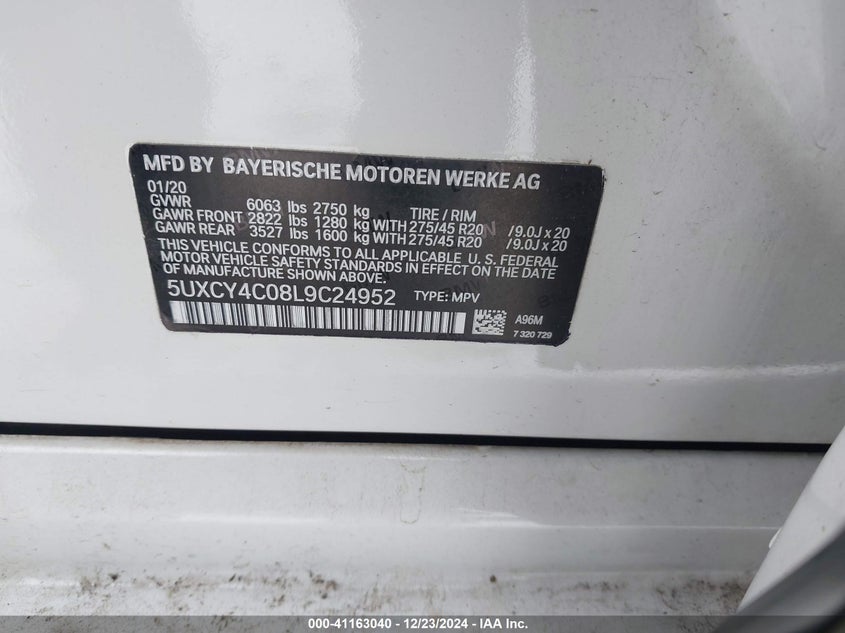 MFD BY BAYERISCHE MOTOREN WERKE AG
01/20
GVWR 6063 lbs 2750 kg TIRE / RIM
GAWR FRONT 2822 lbs 1280 kg WITH 275/45 R20 /9.0J x 20
GAWR REAR 3527 lbs 1600 kg WITH 275/45 R20 /9.0J x 20
THIS VEHICLE CONFORMS TO ALL APPLICABLE U. S. FEDERAL
MOTOR VEHICLE SAFETY STANDARDS IN EFFECT ON THE DATE
OF MANUFACTURE SHOWN ABOVE.
5UXCY4C08L9C24952 TYPE: MPV
A96M
7 320 729
000-41163040 - 12/23/2024 - IAA Inc.